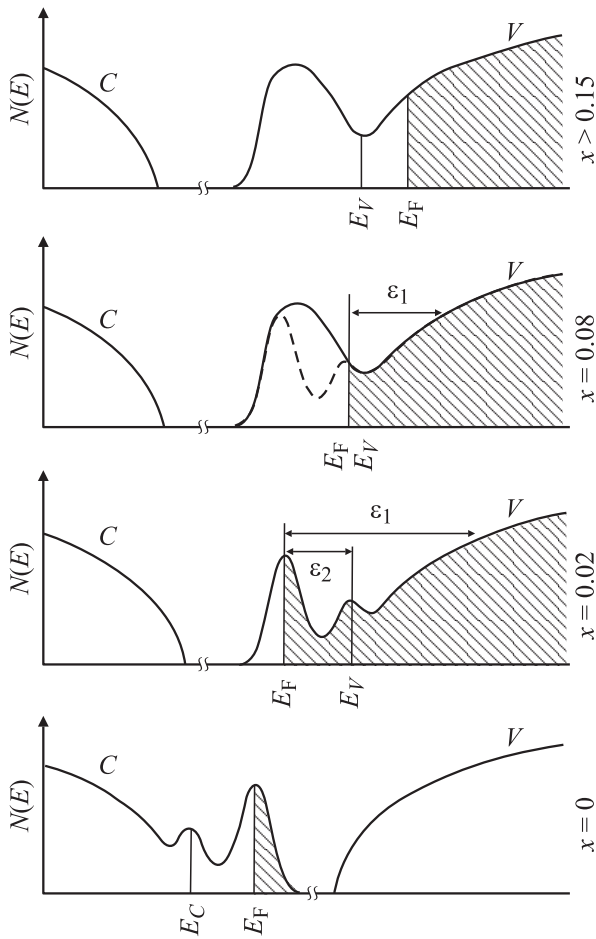 N(E)
C
V
E_V
E_F
x > 0.15
N(E)
C
ε₁
V
E_F
E_V
x = 0.08
N(E)
C
ε₁
ε₂
V
E_F
E_V
x = 0.02
N(E)
C
V
E_C
E_F
x = 0